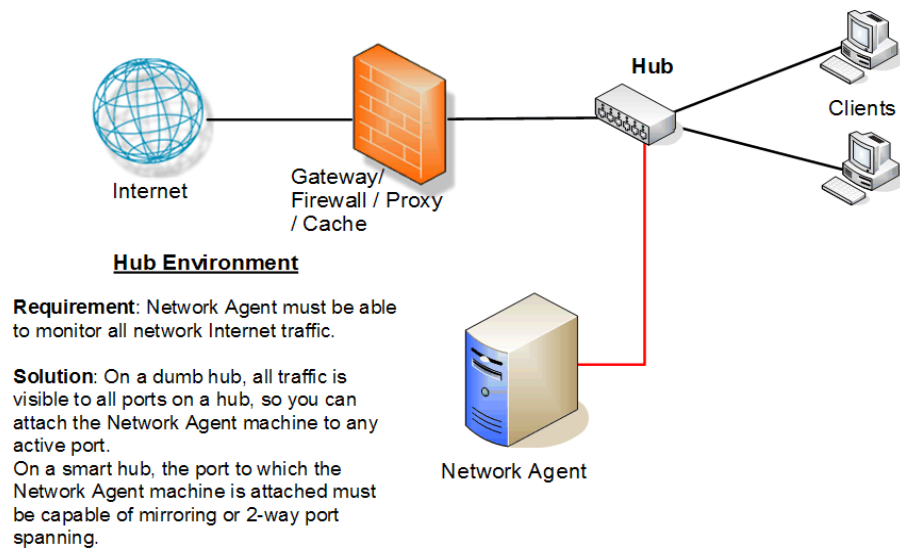 Hub
Clients
Internet
Gateway/
Firewall / Proxy
/ Cache
Hub Environment
Requirement: Network Agent must be able
to monitor all network Internet traffic.
Solution: On a dumb hub, all traffic is
visible to all ports on a hub, so you can
attach the Network Agent machine to any
active port.
On a smart hub, the port to which the
Network Agent machine is attached must
be capable of mirroring or 2-way port
spanning.
Network Agent